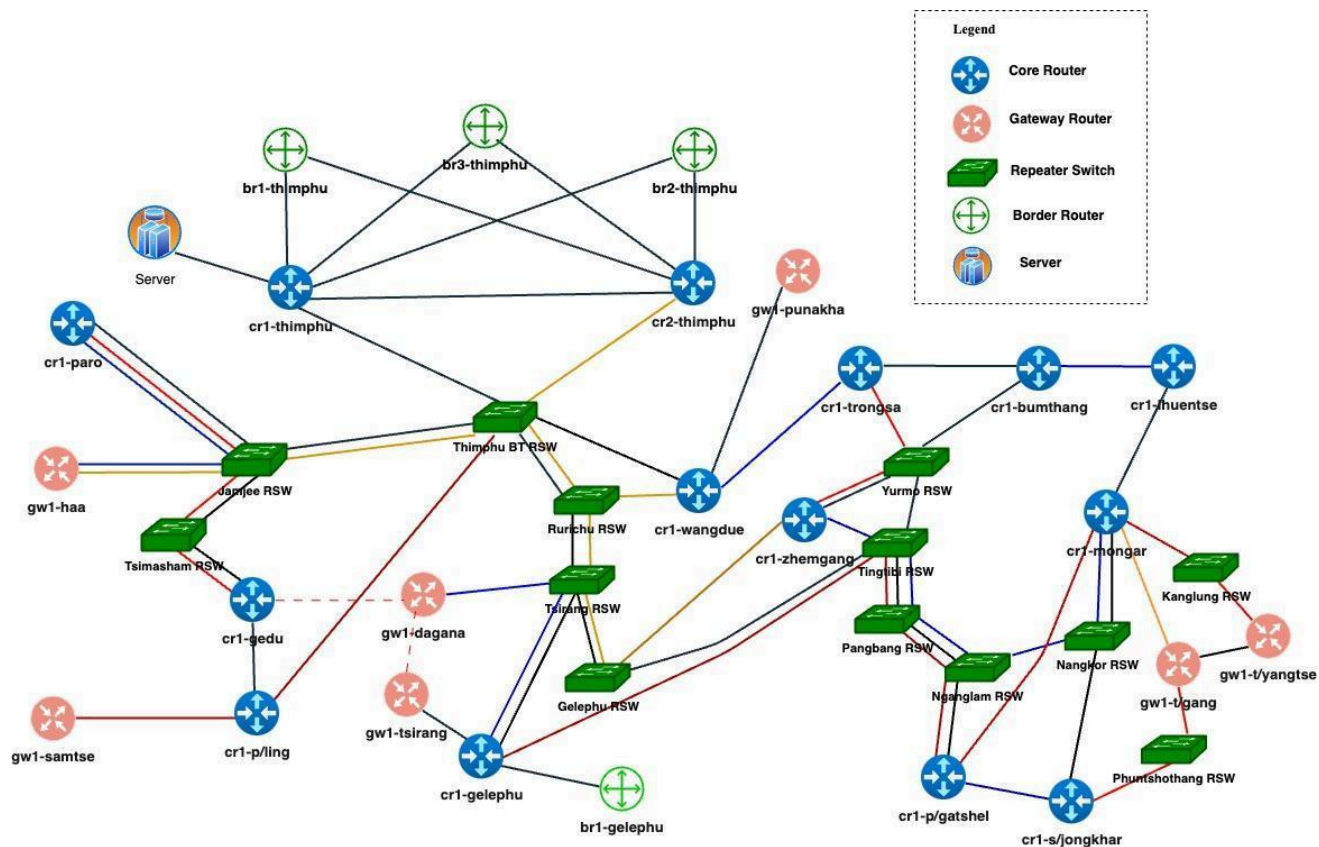 Legend
Core Router
Gateway Router
Repeater Switch
Border Router
Server
br1-thimphu
br3-thimphu
br2-thimphu
Server
cr1-thimphu
cr2-thimphu
gw1-punakha
cr1-paro
cr1-trongsa
cr1-bumthang
cr1-lhuentse
Thimphu BT RSW
Jamjee RSW
gw1-haa
Yurmo RSW
Rurichu RSW
cr1-wangdue
cr1-zhemgang
cr1-mongar
Tsimasham RSW
Tingtibi RSW
Kanglung RSW
Tsirang RSW
gw1-dagana
cr1-gedu
Pangbang RSW
Nganglam RSW
Nangkor RSW
gw1-t/yangtse
Gelephu RSW
gw1-t/gang
gw1-tsirang
gw1-samtse
cr1-p/ling
Phuntshothang RSW
cr1-gelephu
br1-gelephu
cr1-p/gatshel
cr1-s/jongkhar